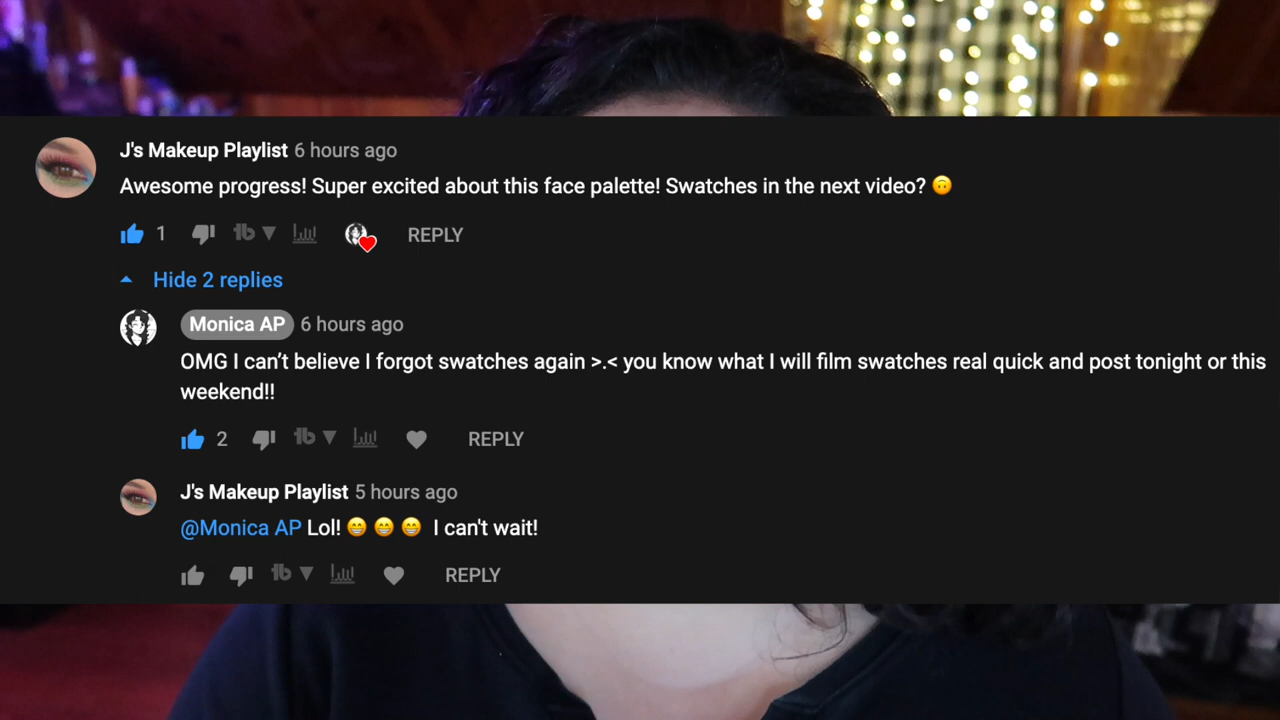 J's Makeup Playlist 6 hours ago
Awesome progress! Super excited about this face palette! Swatches in the next video? 🙃
1 tb REPLY
Hide 2 replies
Monica AP 6 hours ago
OMG I can't believe I forgot swatches again >.< you know what I will film swatches real quick and post tonight or this
weekend!!
2 tb REPLY
J's Makeup Playlist 5 hours ago
@Monica AP Lol! 😁 😁 😁 I can't wait!
tb REPLY